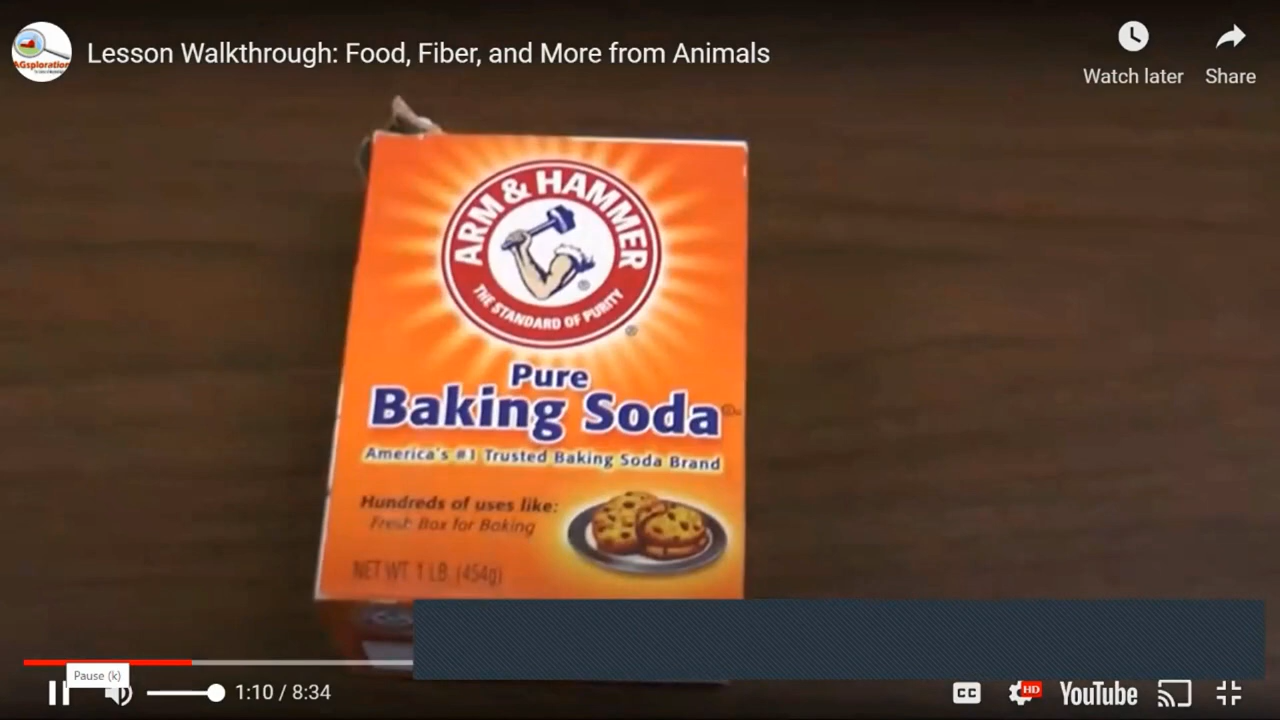 AGsploration
Lesson Walkthrough: Food, Fiber, and More from Animals
Watch later
Share
ARM & HAMMER
THE STANDARD OF PURITY
®
®
Pure
Baking Soda
America's #1 Trusted Baking Soda Brand
Hundreds of uses like:
Fresh Box for Baking
NET WT. 1 LB. (454g)
Pause (k)
1:10 / 8:34
CC
HD
YouTube